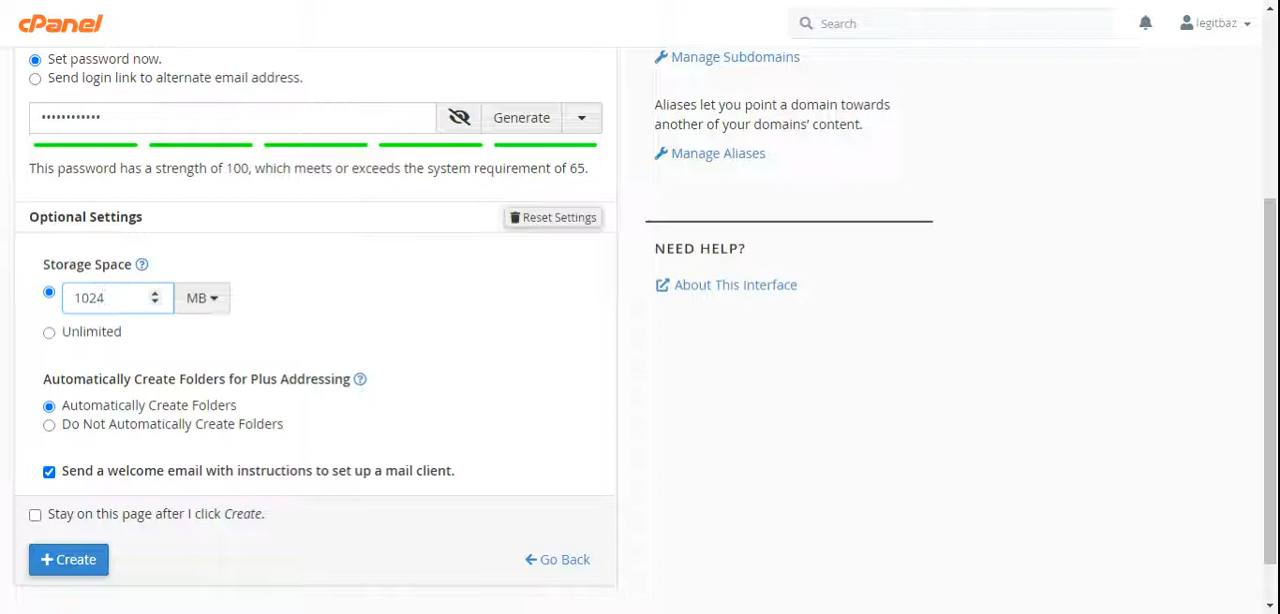 cPanel
Search
legitbaz
Set password now.
Send login link to alternate email address.
••••••••••••
Generate
This password has a strength of 100, which meets or exceeds the system requirement of 65.
Optional Settings
Reset Settings
Storage Space
1024
MB
Unlimited
Automatically Create Folders for Plus Addressing
Automatically Create Folders
Do Not Automatically Create Folders
Send a welcome email with instructions to set up a mail client.
Stay on this page after I click Create.
Create
Go Back
Manage Subdomains
Aliases let you point a domain towards
another of your domains’ content.
Manage Aliases
NEED HELP?
About This Interface